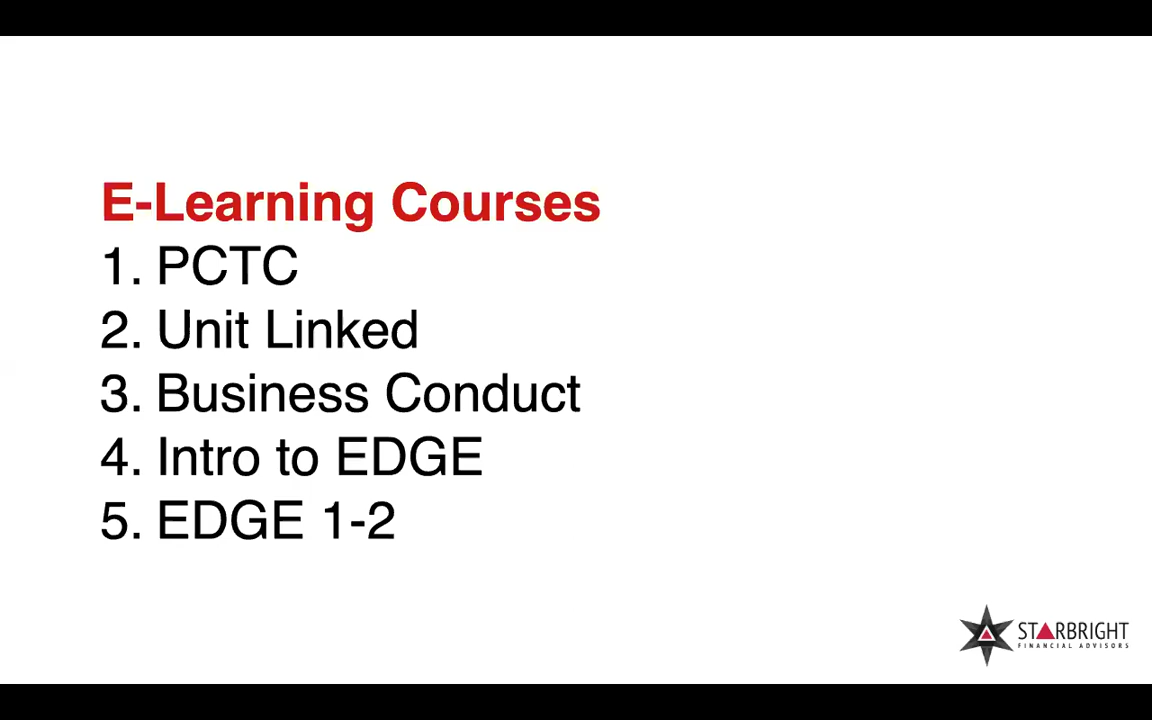 E-Learning Courses
1. PCTC
2. Unit Linked
3. Business Conduct
4. Intro to EDGE
5. EDGE 1-2
STARBRIGHT
FINANCIAL ADVISORS